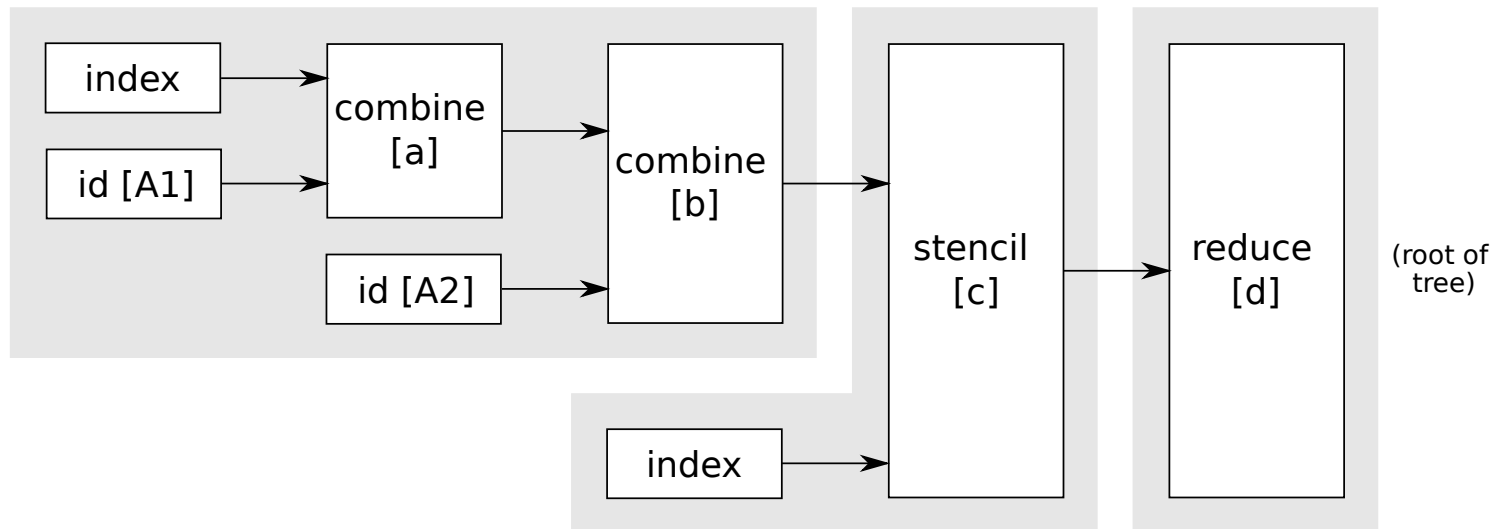 index
id [A1]
combine
[a]
id [A2]
combine
[b]
index
stencil
[c]
reduce
[d]
(root of
tree)